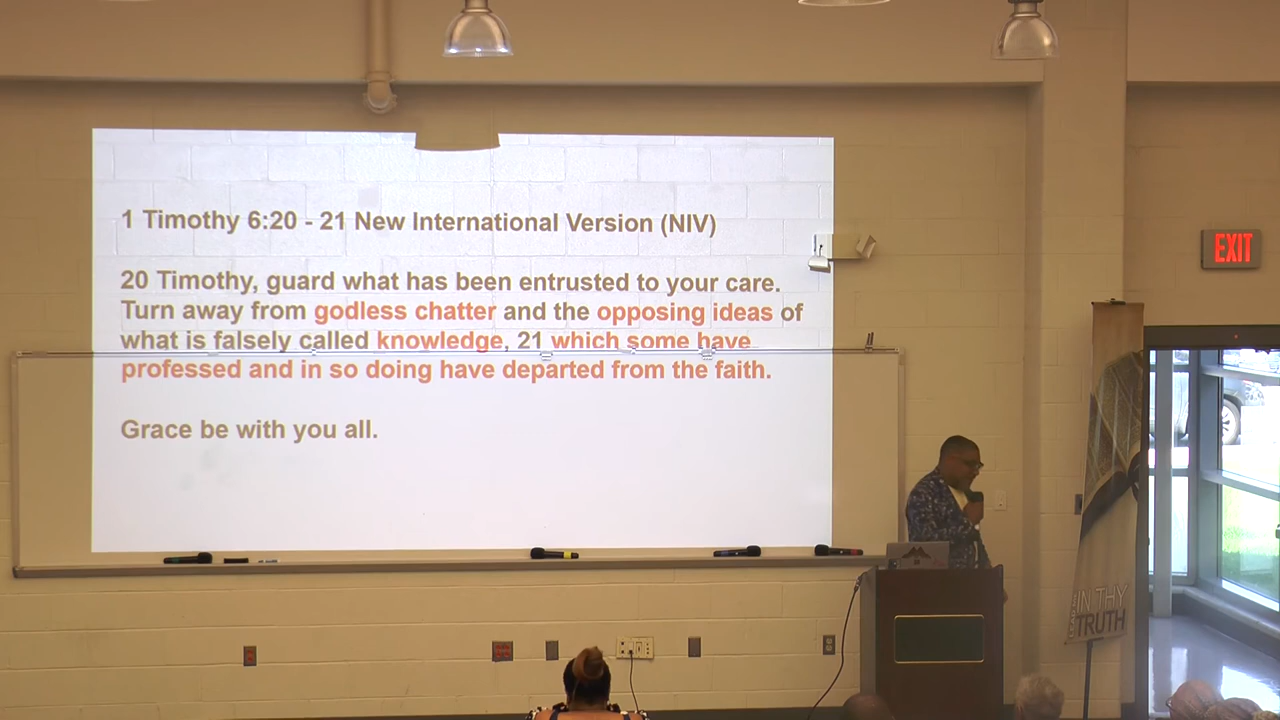 1 Timothy 6:20 - 21 New International Version (NIV)
20 Timothy, guard what has been entrusted to your care.
Turn away from godless chatter and the opposing ideas of
what is falsely called knowledge, 21 which some have
professed and in so doing have departed from the faith.
Grace be with you all.
EXIT
IN THY
TRUTH